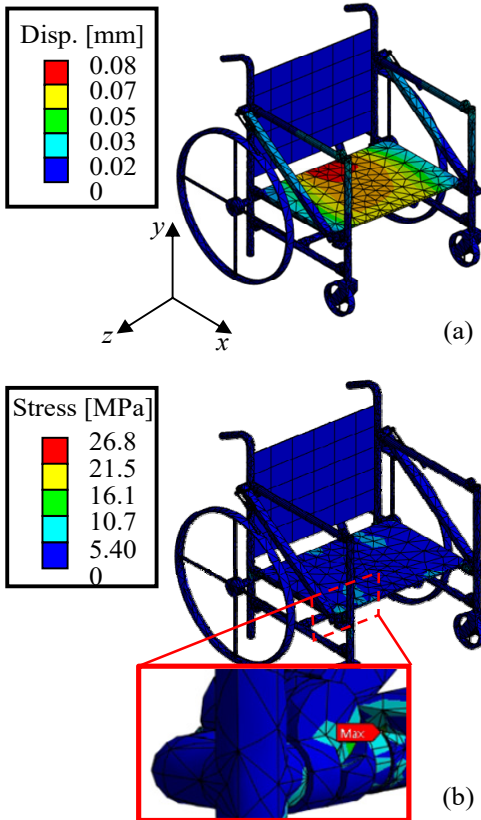 Disp. [mm]
0.08
0.07
0.05
0.03
0.02
0
y
z
x
(a)
Stress [MPa]
26.8
21.5
16.1
10.7
5.40
0
Max
(b)